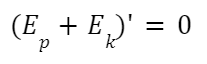 (E_p + E_k)' = 0